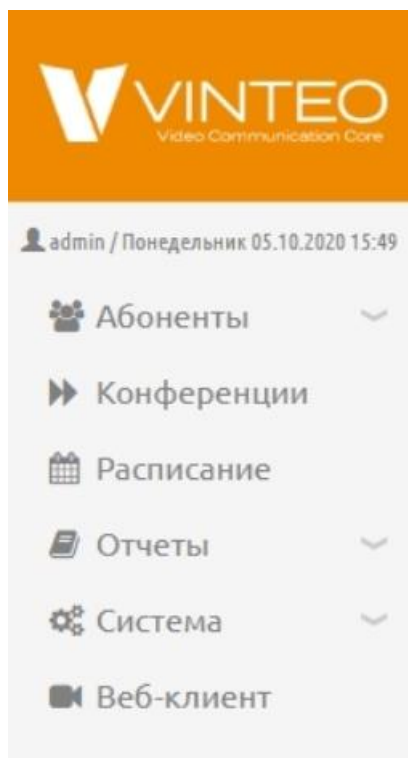 VINTEO
Video Communication Core
admin / Понедельник 05.10.2020 15:49
Абоненты
Конференции
Расписание
Отчеты
Система
Веб-клиент